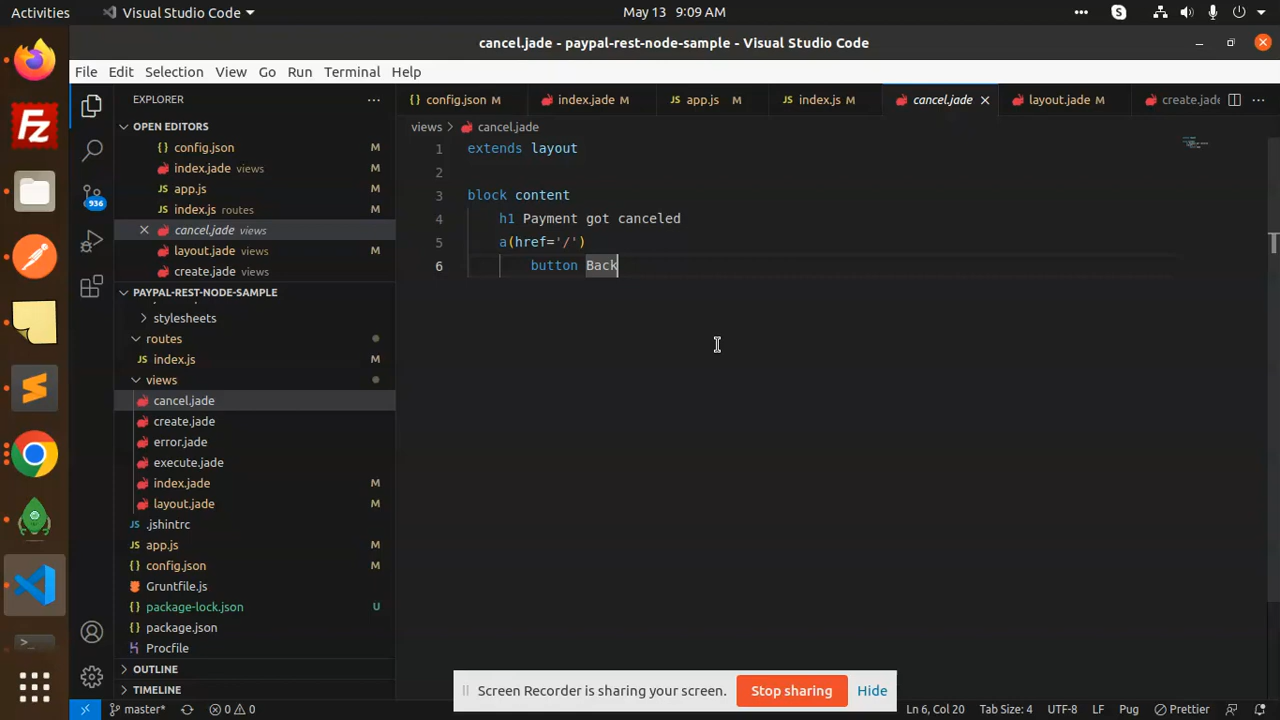 Activities Visual Studio Code May 13 9:09 AM
cancel.jade - paypal-rest-node-sample - Visual Studio Code
File Edit Selection View Go Run Terminal Help
EXPLORER
config.json M index.jade M app.js M index.js M cancel.jade layout.jade M create.jade
OPEN EDITORS
config.json M
index.jade views M
app.js M
index.js routes M
cancel.jade views
layout.jade views M
create.jade views
PAYPAL-REST-NODE-SAMPLE
stylesheets
routes
index.js M
views
cancel.jade
create.jade
error.jade
execute.jade
index.jade M
layout.jade M
.jshintrc
app.js M
config.json M
Gruntfile.js
package-lock.json U
package.json
Procfile
OUTLINE
TIMELINE
936
views cancel.jade
1 extends layout
2
3 block content
4 h1 Payment got canceled
5 a(href='/')
6 button Back
Screen Recorder is sharing your screen. Stop sharing Hide
master* 0 0 Ln 6, Col 20 Tab Size: 4 UTF-8 LF Pug Prettier